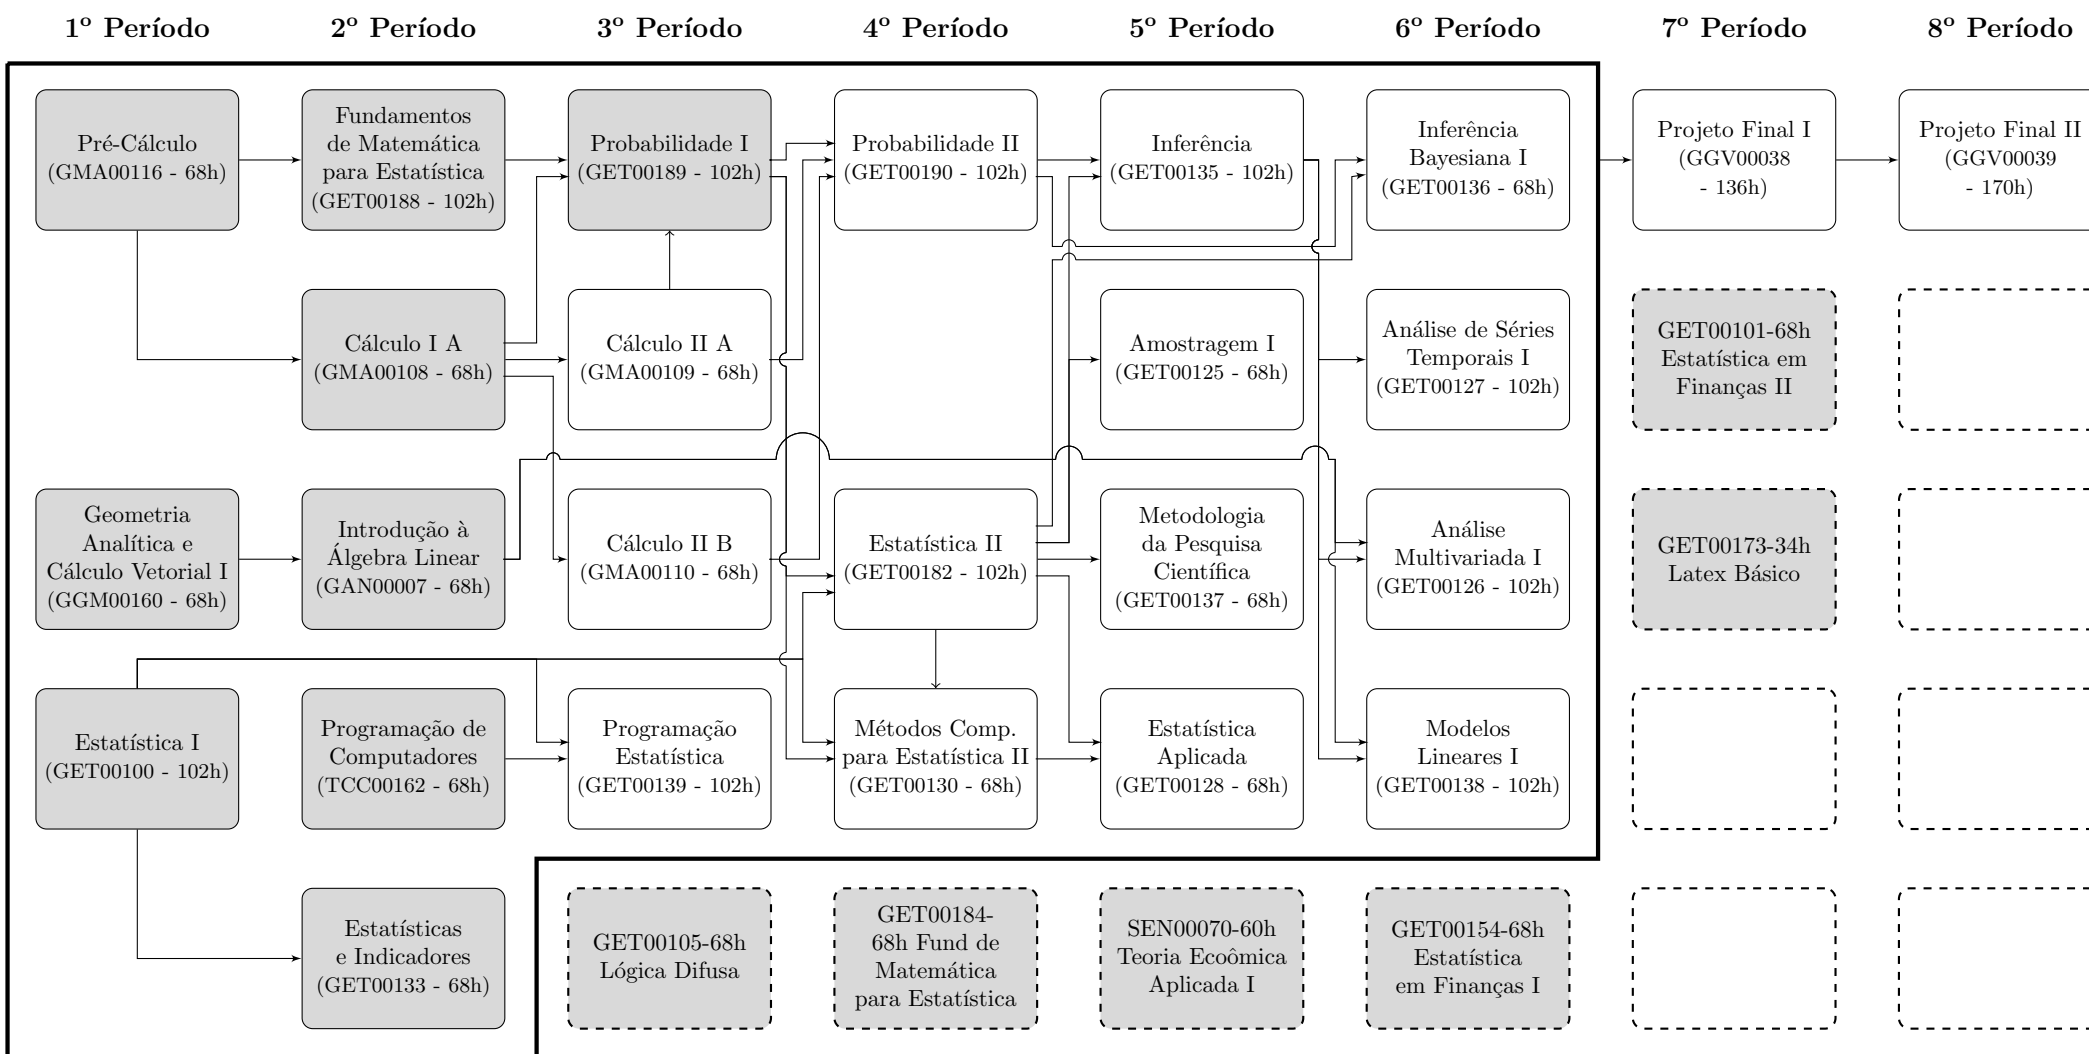 1º Período
2º Período
3º Período
4º Período
5º Período
6º Período
7º Período
8º Período
Pré-Cálculo
(GMA00116 - 68h)
Fundamentos
de Matemática
para Estatística
(GET00188 - 102h)
Probabilidade I
(GET00189 - 102h)
Probabilidade II
(GET00190 - 102h)
Inferência
(GET00135 - 102h)
Inferência
Bayesiana I
(GET00136 - 68h)
Projeto Final I
(GGV00038
- 136h)
Projeto Final II
(GGV00039
- 170h)
Cálculo I A
(GMA00108 - 68h)
Cálculo II A
(GMA00109 - 68h)
Amostragem I
(GET00125 - 68h)
Análise de Séries
Temporais I
(GET00127 - 102h)
GET00101-68h
Estatística em
Finanças II
Geometria
Analítica e
Cálculo Vetorial I
(GGM00160 - 68h)
Introdução à
Álgebra Linear
(GAN00007 - 68h)
Cálculo II B
(GMA00110 - 68h)
Estatística II
(GET00182 - 102h)
Metodologia
da Pesquisa
Científica
(GET00137 - 68h)
Análise
Multivariada I
(GET00126 - 102h)
GET00173-34h
Latex Básico
Estatística I
(GET00100 - 102h)
Programação de
Computadores
(TCC00162 - 68h)
Programação
Estatística
(GET00139 - 102h)
Métodos Comp.
para Estatística II
(GET00130 - 68h)
Estatística
Aplicada
(GET00128 - 68h)
Modelos
Lineares I
(GET00138 - 102h)
Estatísticas
e Indicadores
(GET00133 - 68h)
GET00105-68h
Lógica Difusa
GET00184-
68h Fund de
Matemática
para Estatística
SEN00070-60h
Teoria Ecoômica
Aplicada I
GET00154-68h
Estatística
em Finanças I